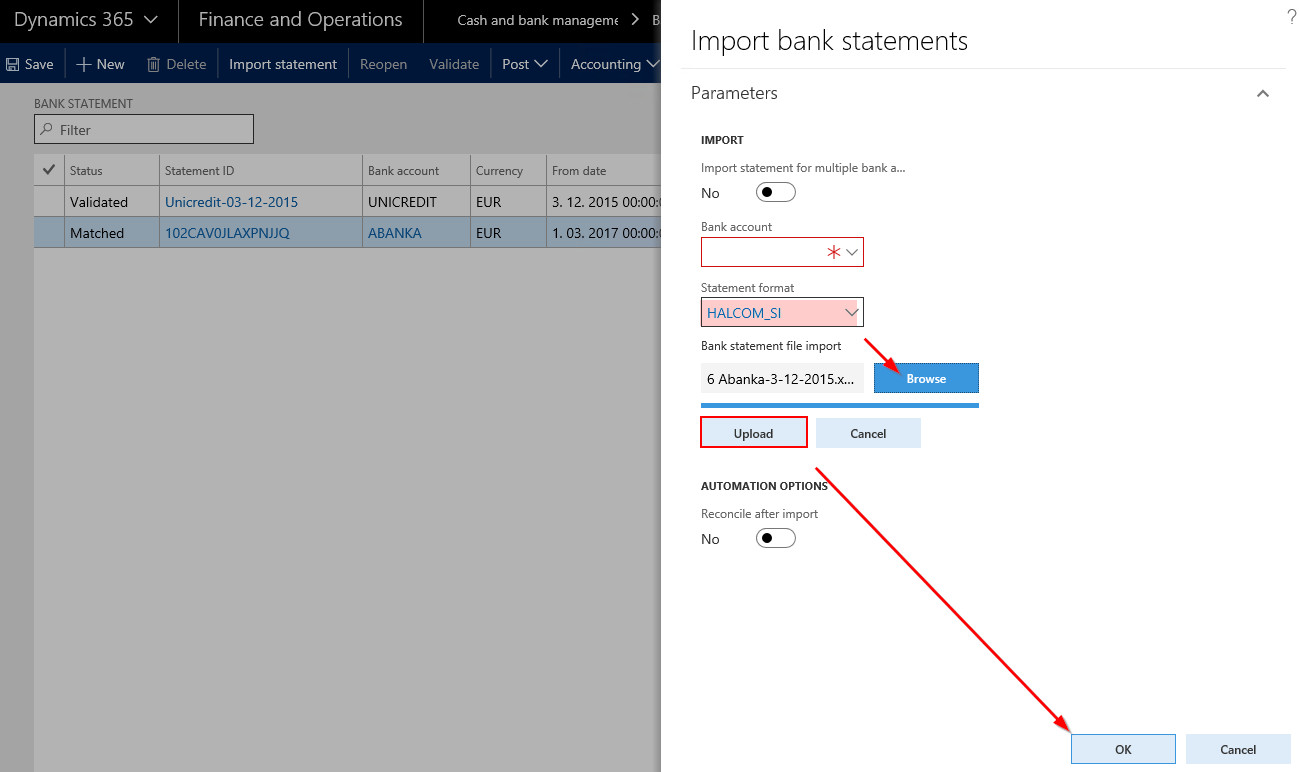 Dynamics 365
Finance and Operations
Cash and bank manageme
B
Save
New
Delete
Import statement
Reopen
Validate
Post
Accounting
BANK STATEMENT
Filter
Status Statement ID Bank account Currency From date
Validated Unicredit-03-12-2015 UNICREDIT EUR 3. 12. 2015 00:00:
Matched 102CAV0JLAXPNJJQ ABANKA EUR 1. 03. 2017 00:00:
?
Import bank statements
Parameters
IMPORT
Import statement for multiple bank a...
No
Bank account
Statement format
HALCOM_SI
Bank statement file import
6 Abanka-3-12-2015.x... Browse
Upload Cancel
AUTOMATION OPTIONS
Reconcile after import
No
OK Cancel